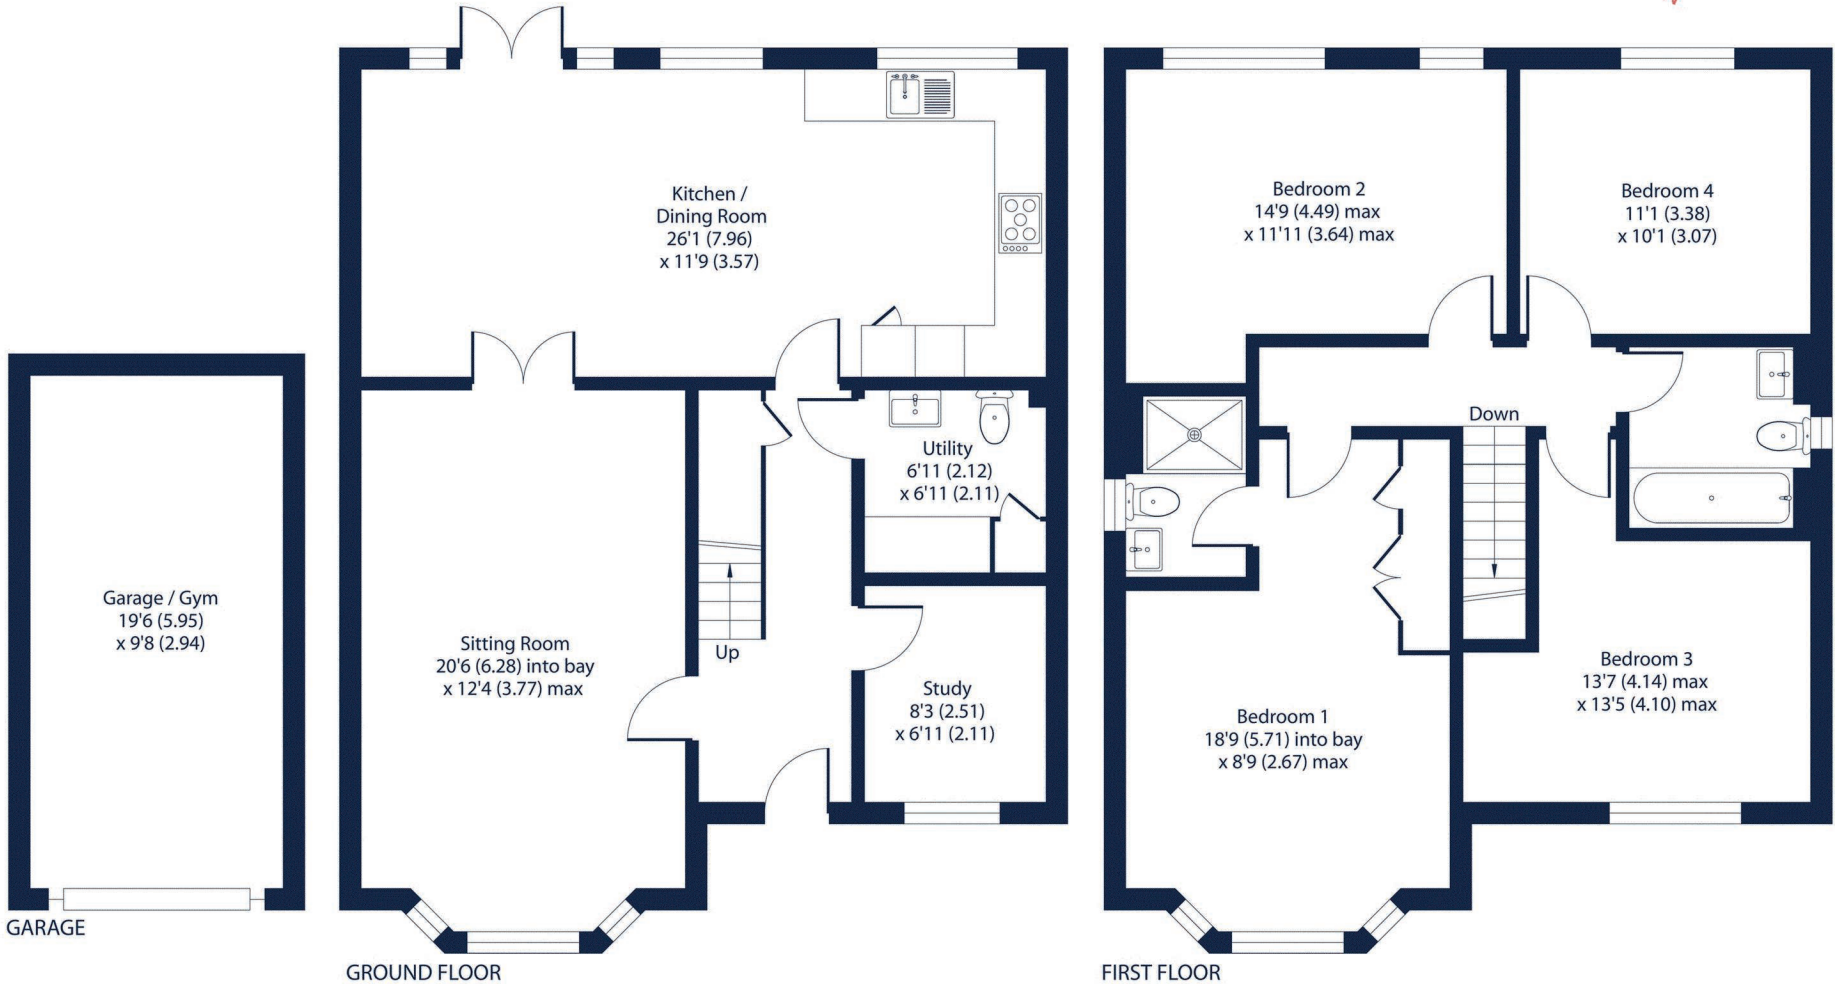 Kitchen /
Dining Room
26'1 (7.96)
x 11'9 (3.57)
Bedroom 2
14'9 (4.49) max
x 11'11 (3.64) max
Bedroom 4
11'1 (3.38)
x 10'1 (3.07)
Down
Utility
6'11 (2.12)
x 6'11 (2.11)
Garage / Gym
19'6 (5.95)
x 9'8 (2.94)
Sitting Room
20'6 (6.28) into bay
x 12'4 (3.77) max
Up
Study
8'3 (2.51)
x 6'11 (2.11)
Bedroom 1
18'9 (5.71) into bay
x 8'9 (2.67) max
Bedroom 3
13'7 (4.14) max
x 13'5 (4.10) max
GARAGE
GROUND FLOOR
FIRST FLOOR